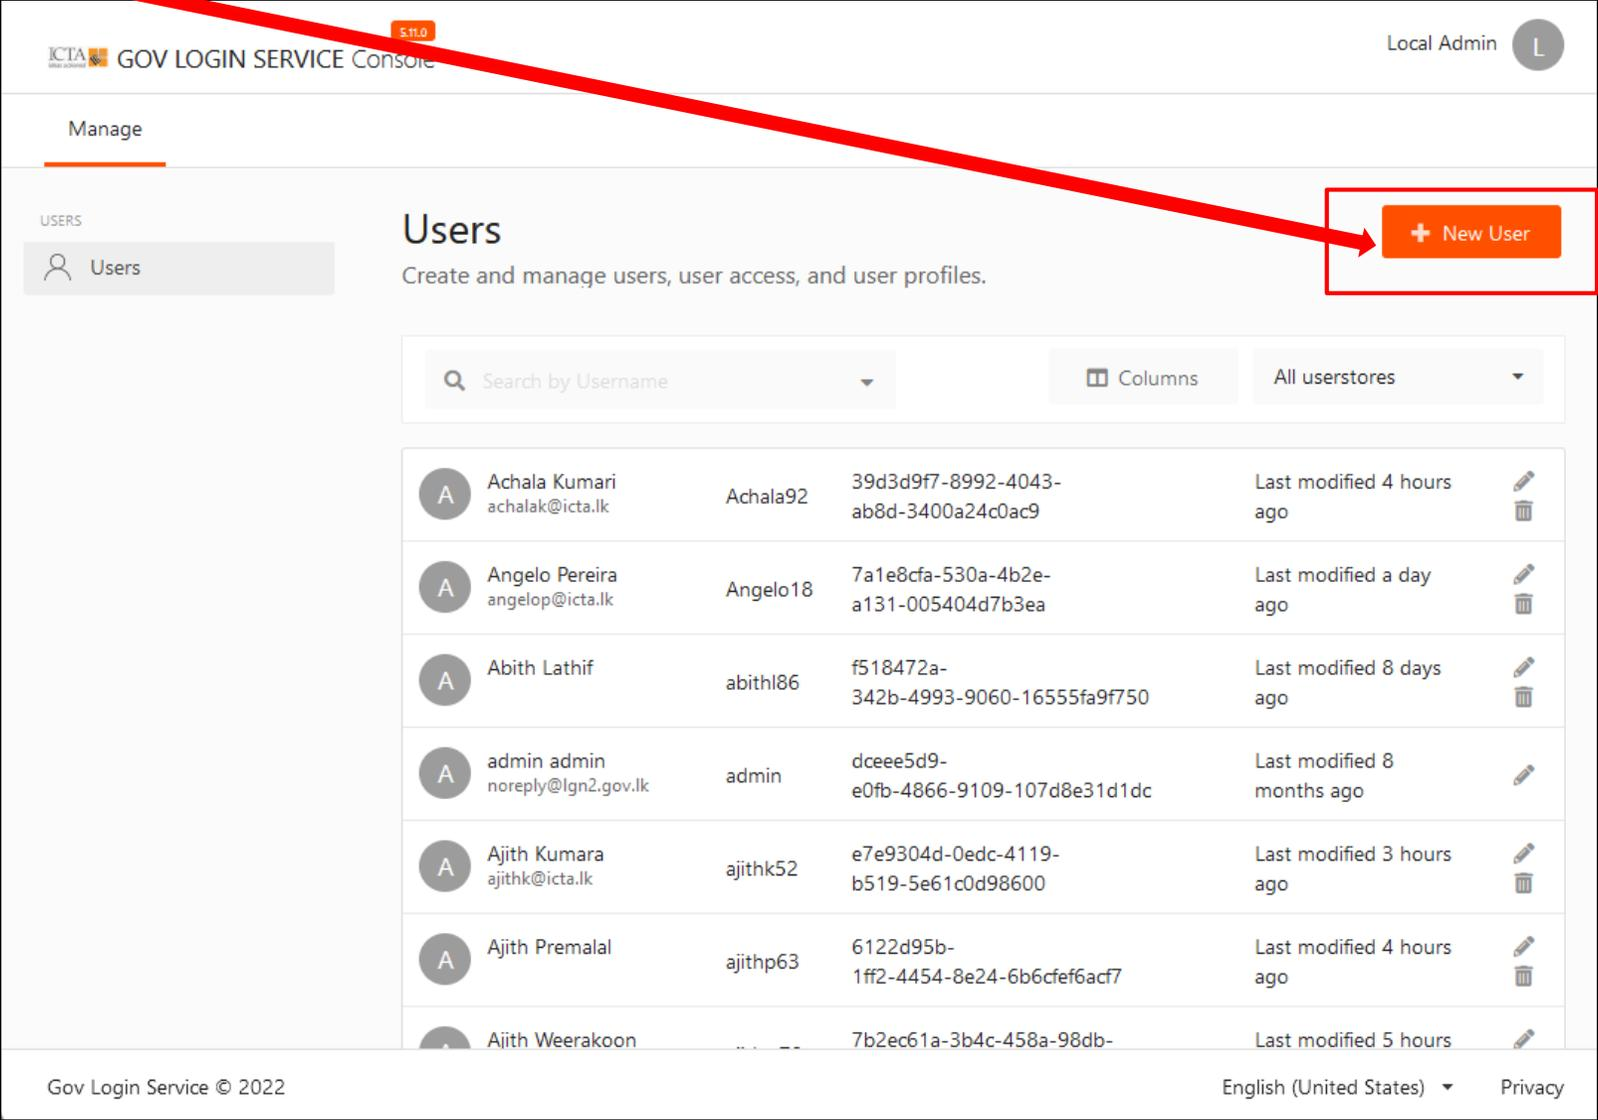 5.11.0
ICTA GOV LOGIN SERVICE Console
Local Admin
L
Manage
USERS
Users
Users
Create and manage users, user access, and user profiles.
New User
Search by Username
Columns
All userstores
A
Achala Kumari
achalak@icta.lk
Achala92
39d3d9f7-8992-4043-
ab8d-3400a24c0ac9
Last modified 4 hours
ago
A
Angelo Pereira
angelop@icta.lk
Angelo18
7a1e8cfa-530a-4b2e-
a131-005404d7b3ea
Last modified a day
ago
A
Abith Lathif
abithl86
f518472a-
342b-4993-9060-16555fa9f750
Last modified 8 days
ago
A
admin admin
noreply@lgn2.gov.lk
admin
dceee5d9-
e0fb-4866-9109-107d8e31d1dc
Last modified 8
months ago
A
Ajith Kumara
ajithk@icta.lk
ajithk52
e7e9304d-0edc-4119-
b519-5e61c0d98600
Last modified 3 hours
ago
A
Ajith Premalal
ajithp63
6122d95b-
1ff2-4454-8e24-6b6cfef6acf7
Last modified 4 hours
ago
Ajith Weerakoon
7b2ec61a-3b4c-458a-98db-
Last modified 5 hours
Gov Login Service © 2022
English (United States)
Privacy